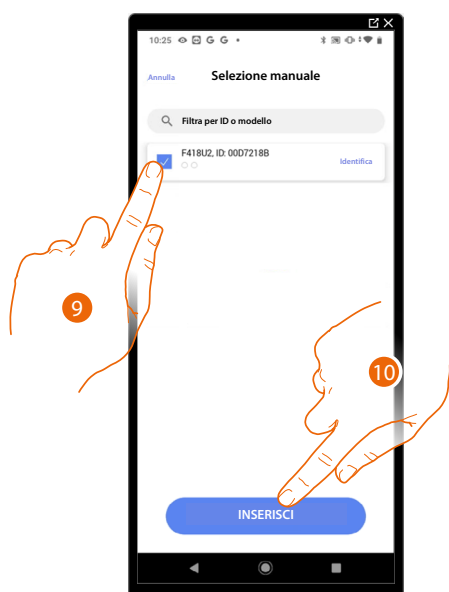 10:25 G G
Annulla Selezione manuale
Filtra per ID o modello
F418U2, ID: 00D7218B
Identifica
9
10
INSERISCI